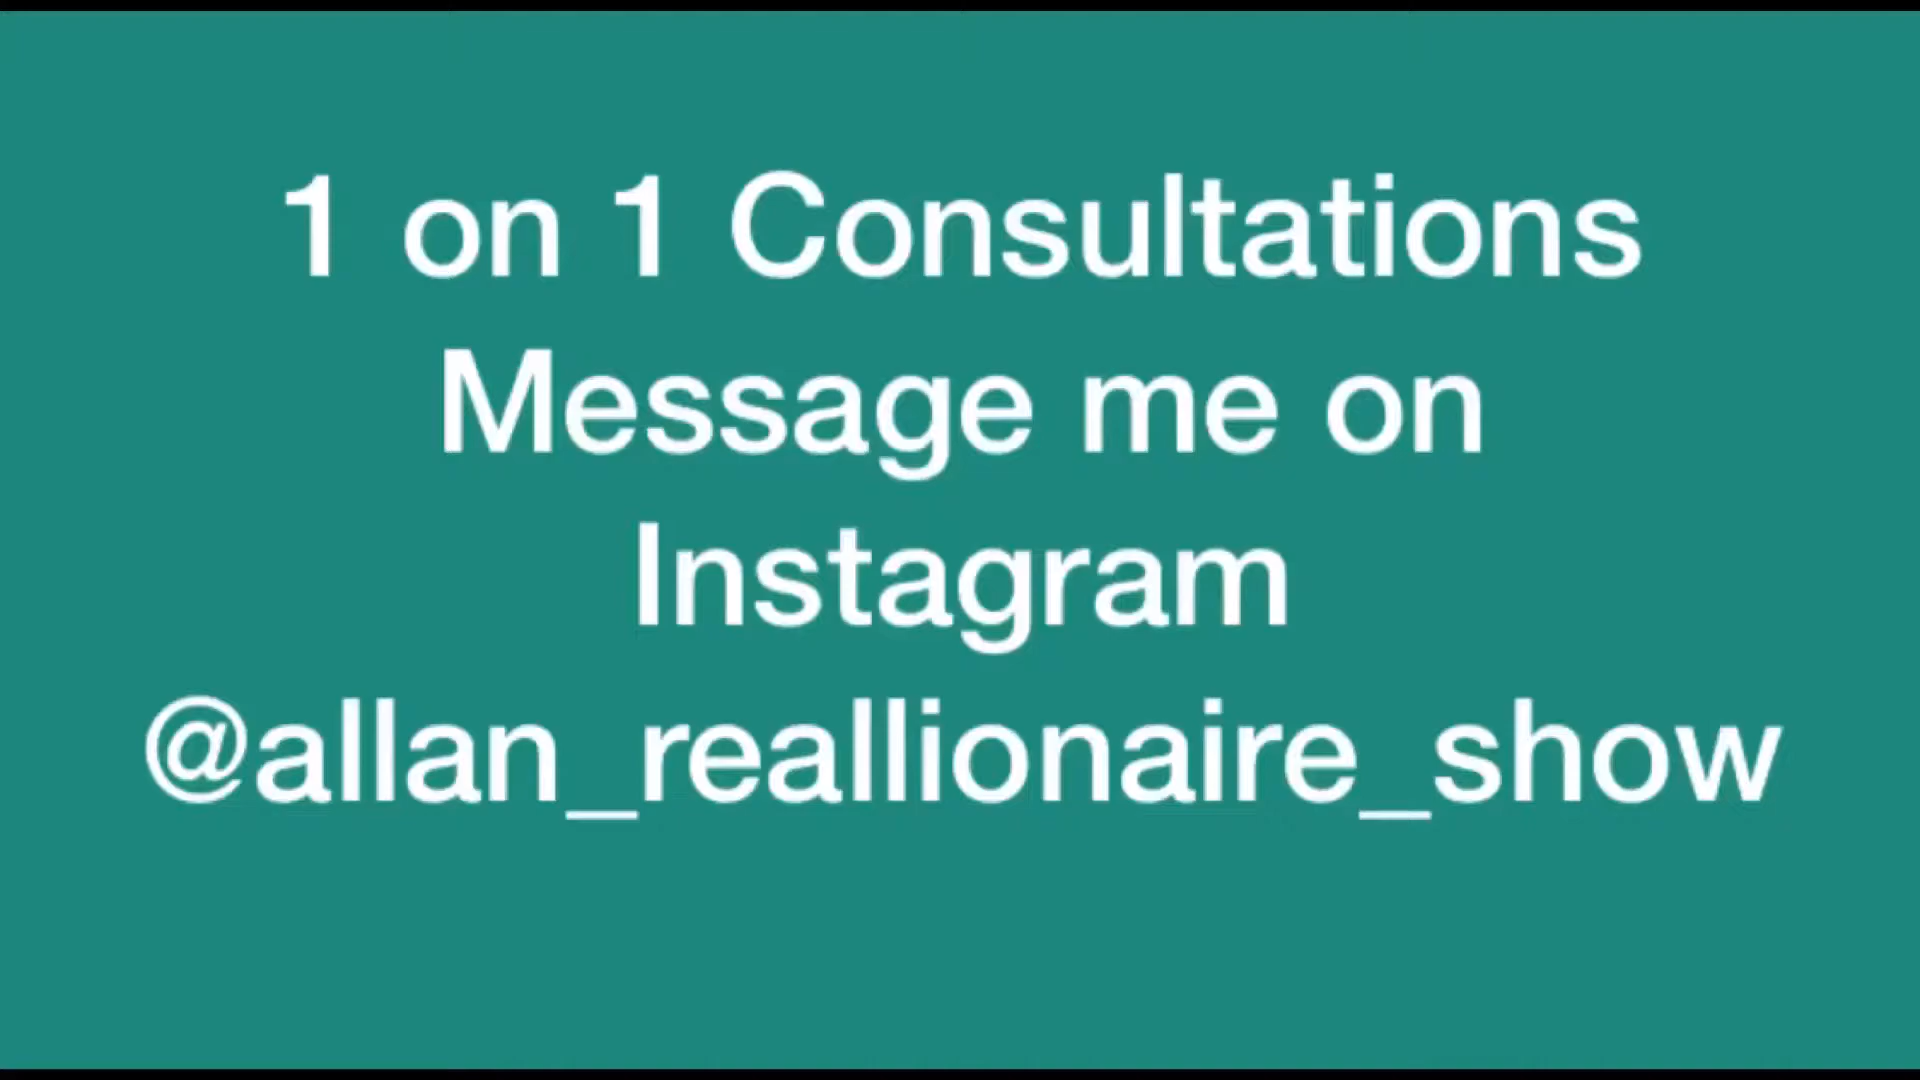 1 on 1 Consultations
Message me on
Instagram
@allan_reallionaire_show